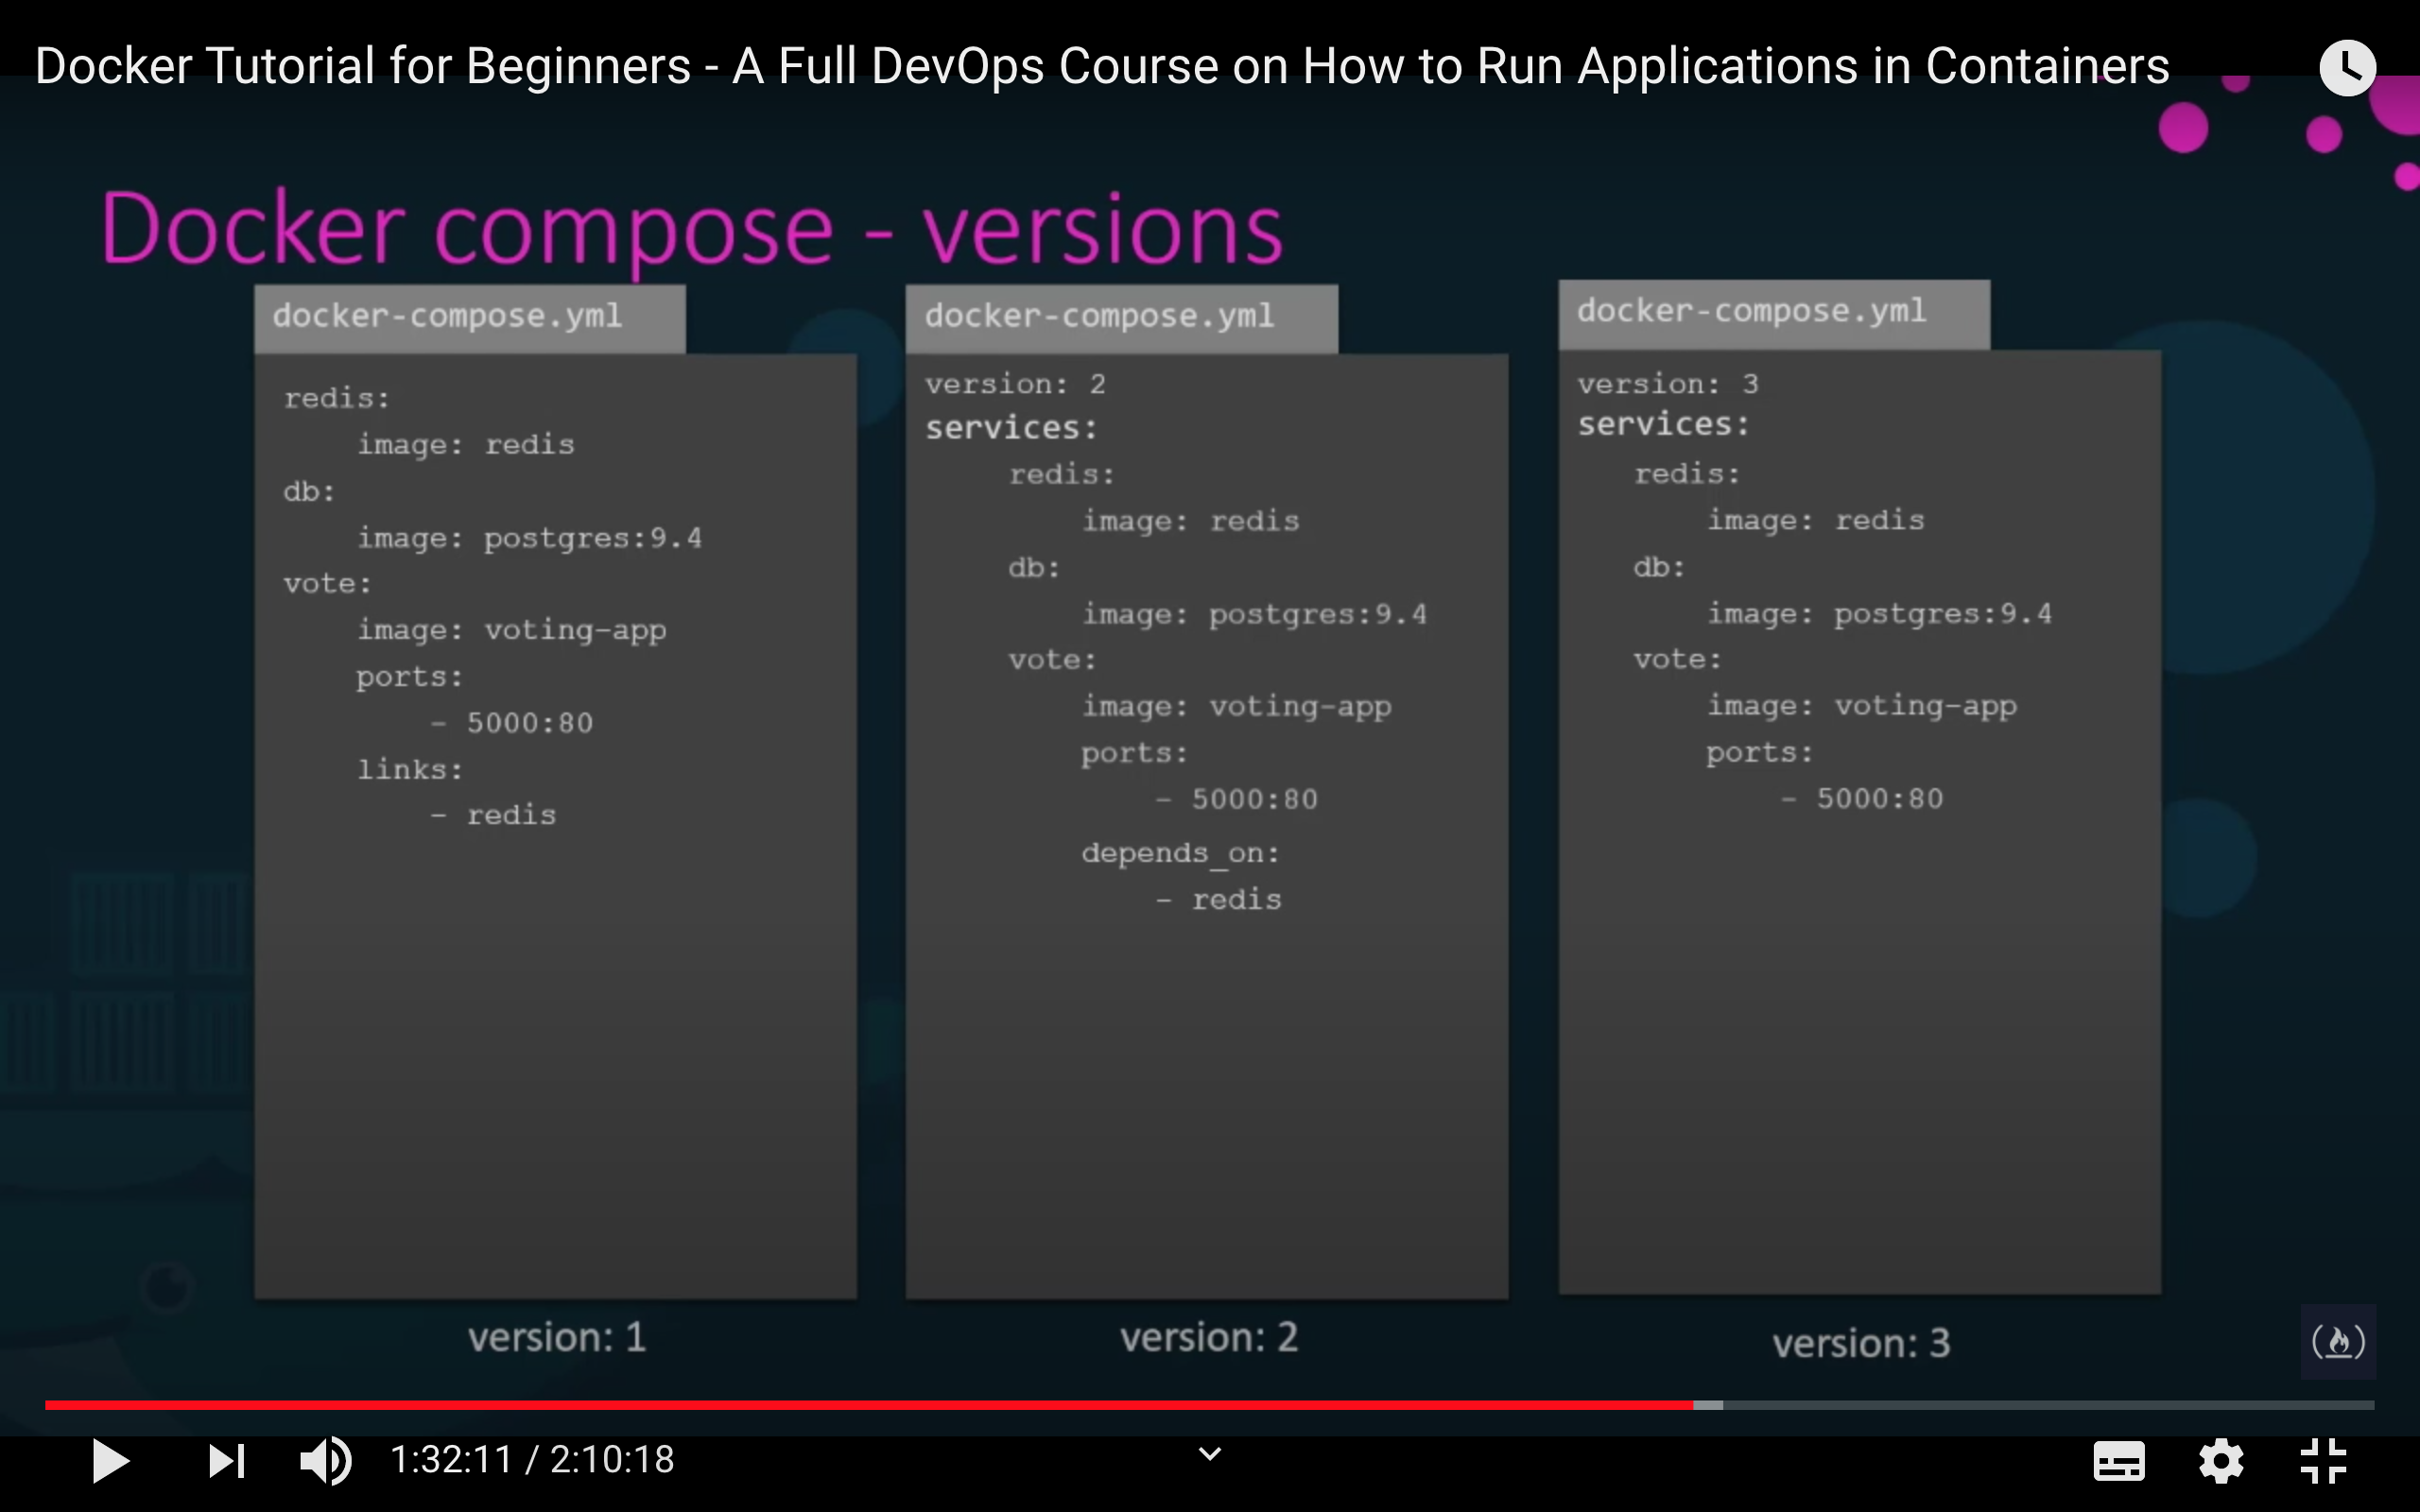 Docker Tutorial for Beginners - A Full DevOps Course on How to Run Applications in Containers
Docker compose - versions
docker-compose.yml
redis:
image: redis
db:
image: postgres:9.4
vote:
image: voting-app
ports:
- 5000:80
links:
- redis
version: 1
docker-compose.yml
version: 2
services:
redis:
image: redis
db:
image: postgres:9.4
vote:
image: voting-app
ports:
- 5000:80
depends_on:
- redis
version: 2
docker-compose.yml
version: 3
services:
redis:
image: redis
db:
image: postgres:9.4
vote:
image: voting-app
ports:
- 5000:80
version: 3
1:32:11 / 2:10:18